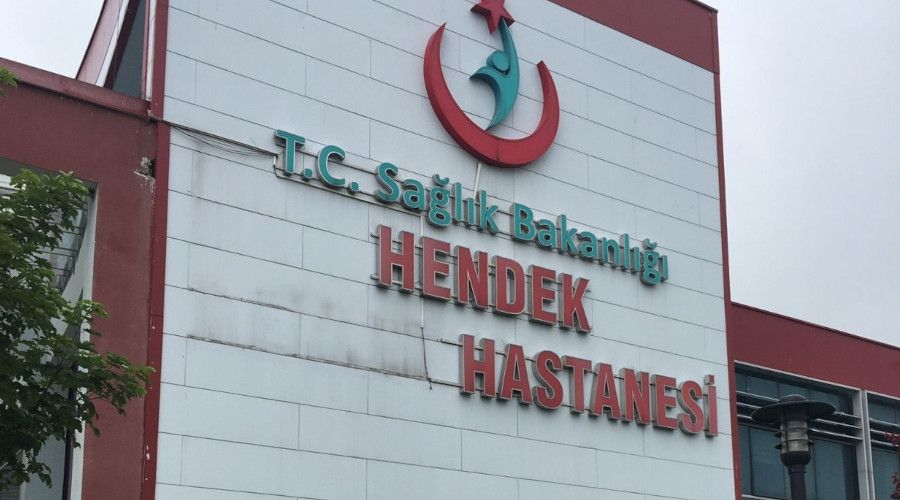 T.C. Sağlık Bakanlığı
HENDEK
HASTANESİ